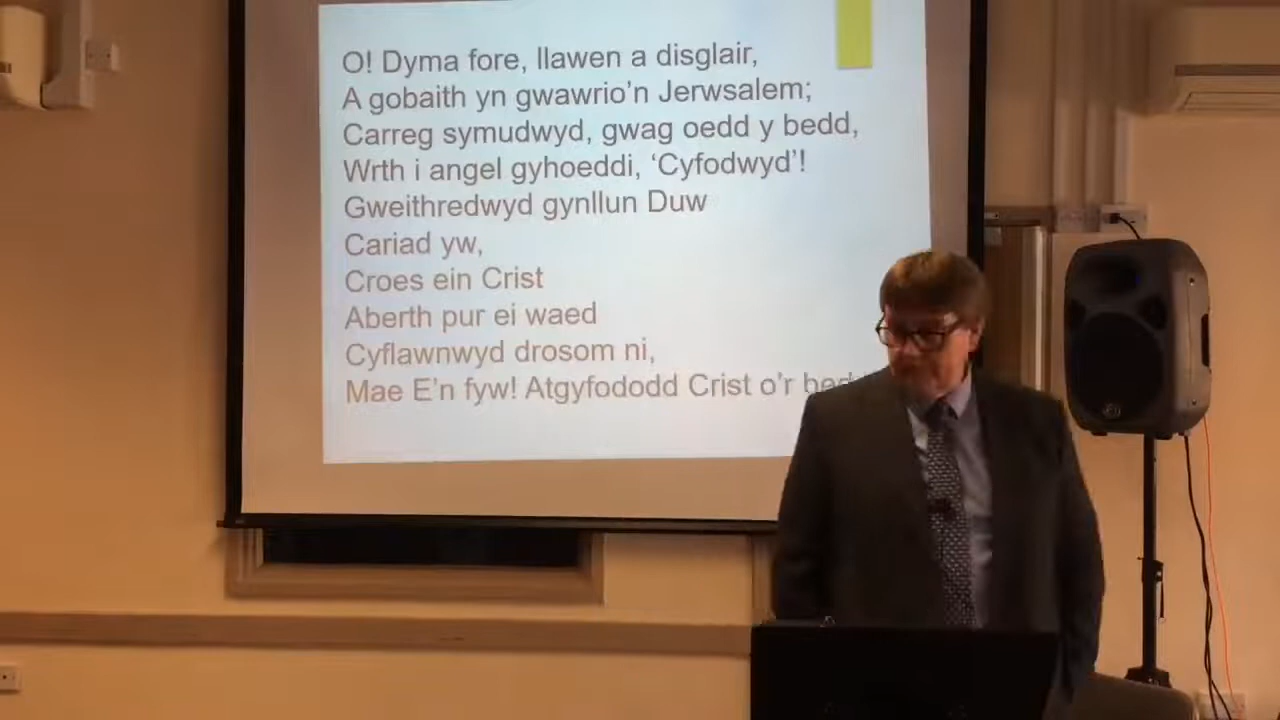 O! Dyma fore, llawen a disglair,
A gobaith yn gwawrio’n Jerwsalem;
Carreg symudwyd, gwag oedd y bedd,
Wrth i angel gyhoeddi, ‘Cyfodwyd’!
Gweithredwyd gynllun Duw
Cariad yw,
Croes ein Crist
Aberth pur ei waed
Cyflawnwyd drosom ni,
Mae E’n fyw! Atgyfododd Crist o’r